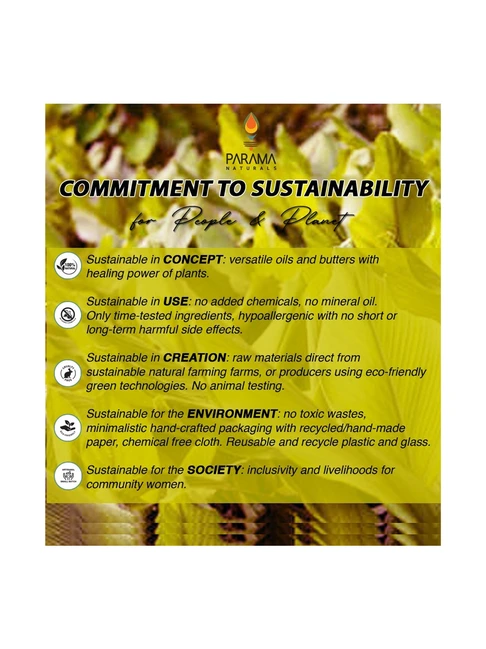 PARAMA
NATURALS
COMMITMENT TO SUSTAINABILITY
for People & Planet
Sustainable in CONCEPT: versatile oils and butters with
healing power of plants.
Sustainable in USE: no added chemicals, no mineral oil.
Only time-tested ingredients, hypoallergenic with no short or
long-term harmful side effects.
Sustainable in CREATION: raw materials direct from
sustainable natural farming farms, or producers using eco-friendly
green technologies. No animal testing.
Sustainable for the ENVIRONMENT: no toxic wastes,
minimalistic hand-crafted packaging with recycled/hand-made
paper, chemical free cloth. Reusable and recycle plastic and glass.
Sustainable for the SOCIETY: inclusivity and livelihoods for
community women.